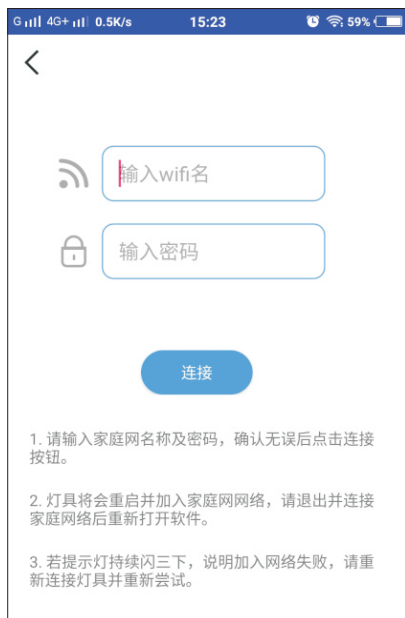 G 4G+ 0.5K/s 15:23 59%
输入wifi名
输入密码
连接
1. 请输入家庭网名称及密码，确认无误后点击连接
按钮。
2. 灯具将会重启并加入家庭网网络，请退出并连接
家庭网络后重新打开软件。
3. 若提示灯持续闪三下，说明加入网络失败，请重
新连接灯具并重新尝试。